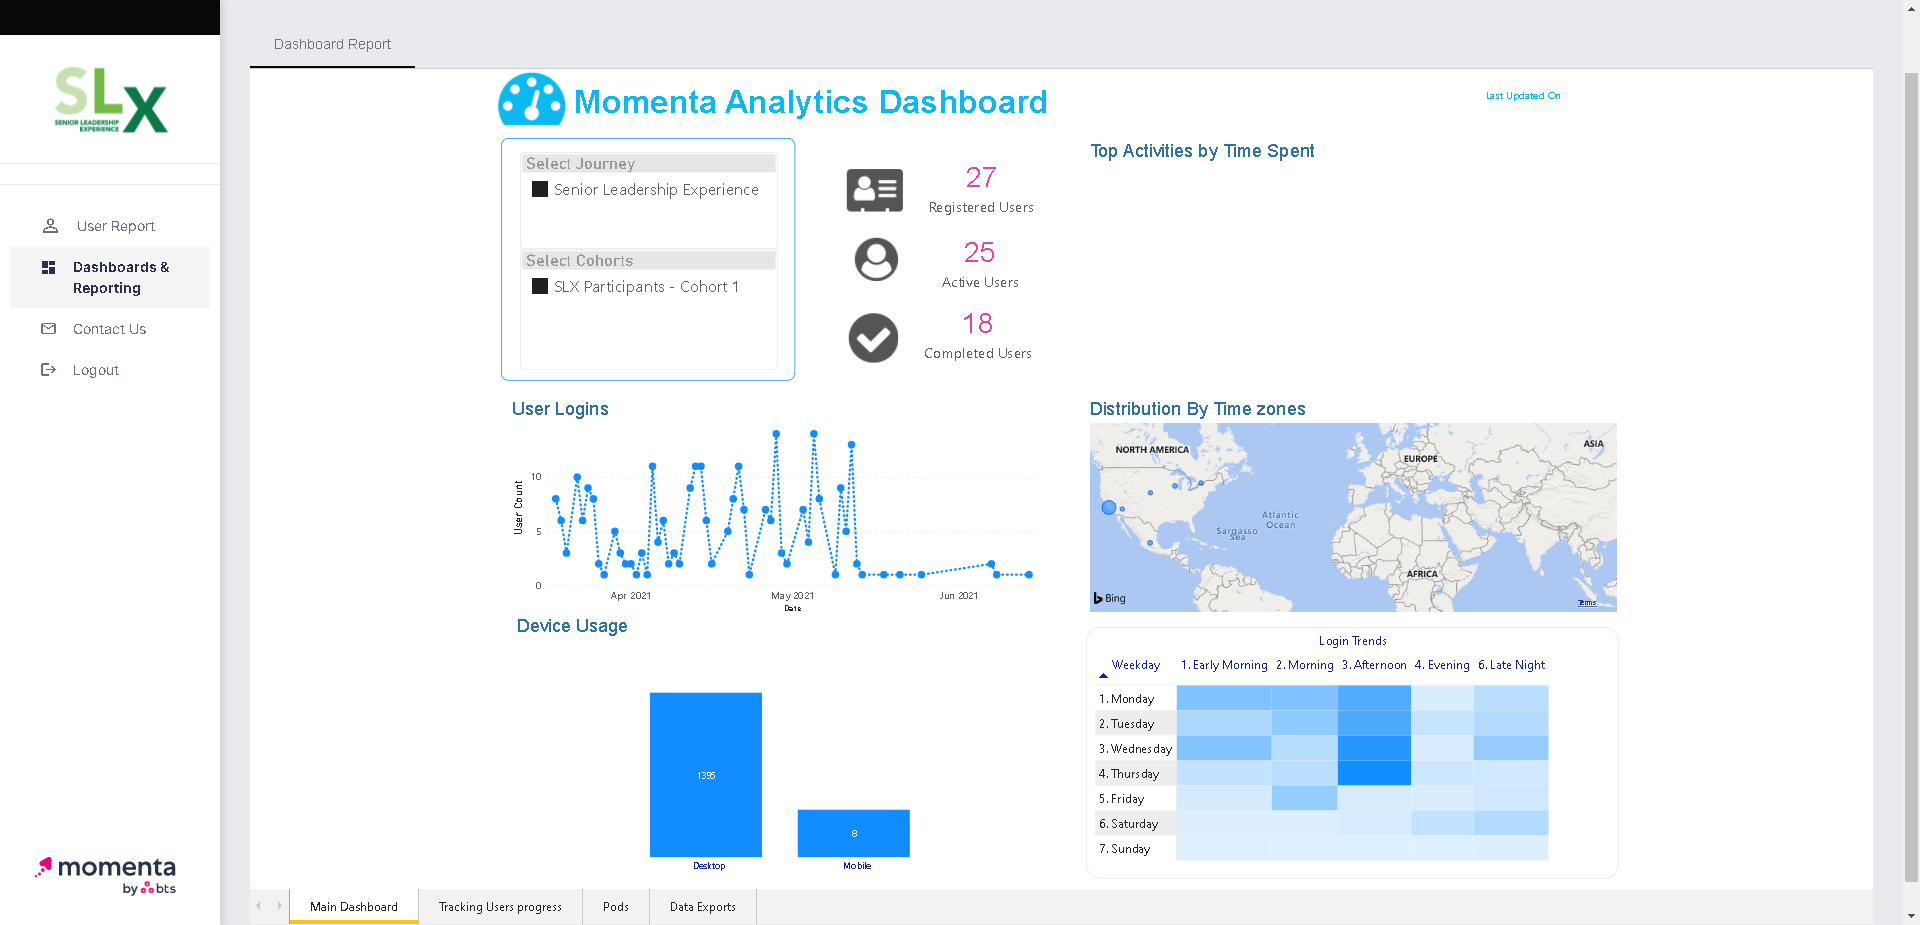 SLX
SENIOR LEADERSHIP
EXPERIENCE
User Report
Dashboards &
Reporting
Contact Us
Logout
momenta
by bts
Dashboard Report
Momenta Analytics Dashboard
Last Updated On
Select Journey
Senior Leadership Experience
Select Cohorts
SLX Participants - Cohort 1
27
Registered Users
25
Active Users
18
Completed Users
Top Activities by Time Spent
User Logins
User Count
10
5
0
Apr 2021
May 2021
Jun 2021
Date
Distribution By Time zones
NORTH AMERICA
EUROPE
ASIA
Atlantic
Ocean
Sargasso
Sea
AFRICA
Bing
Terms
Device Usage
1395
8
Desktop
Mobile
Login Trends
Weekday 1. Early Morning 2. Morning 3. Afternoon 4. Evening 6. Late Night
1. Monday
2. Tuesday
3. Wednesday
4. Thursday
5. Friday
6. Saturday
7. Sunday
Main Dashboard
Tracking Users progress
Pods
Data Exports